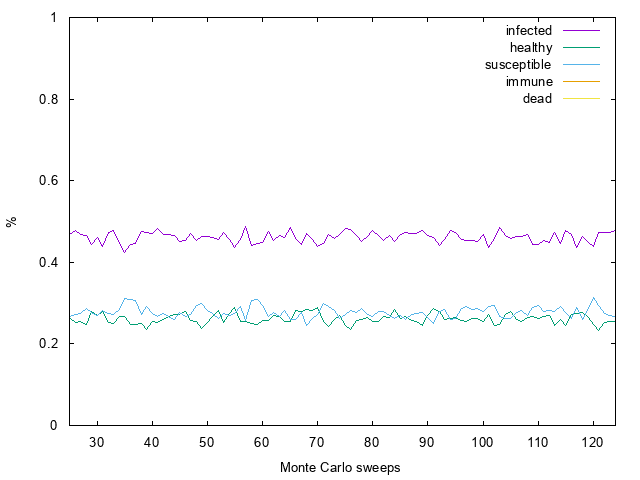 1
0.8
0.6
0.4
0.2
0
%
infected
healthy
susceptible
immune
dead
30 40 50 60 70 80 90 100 110 120
Monte Carlo sweeps